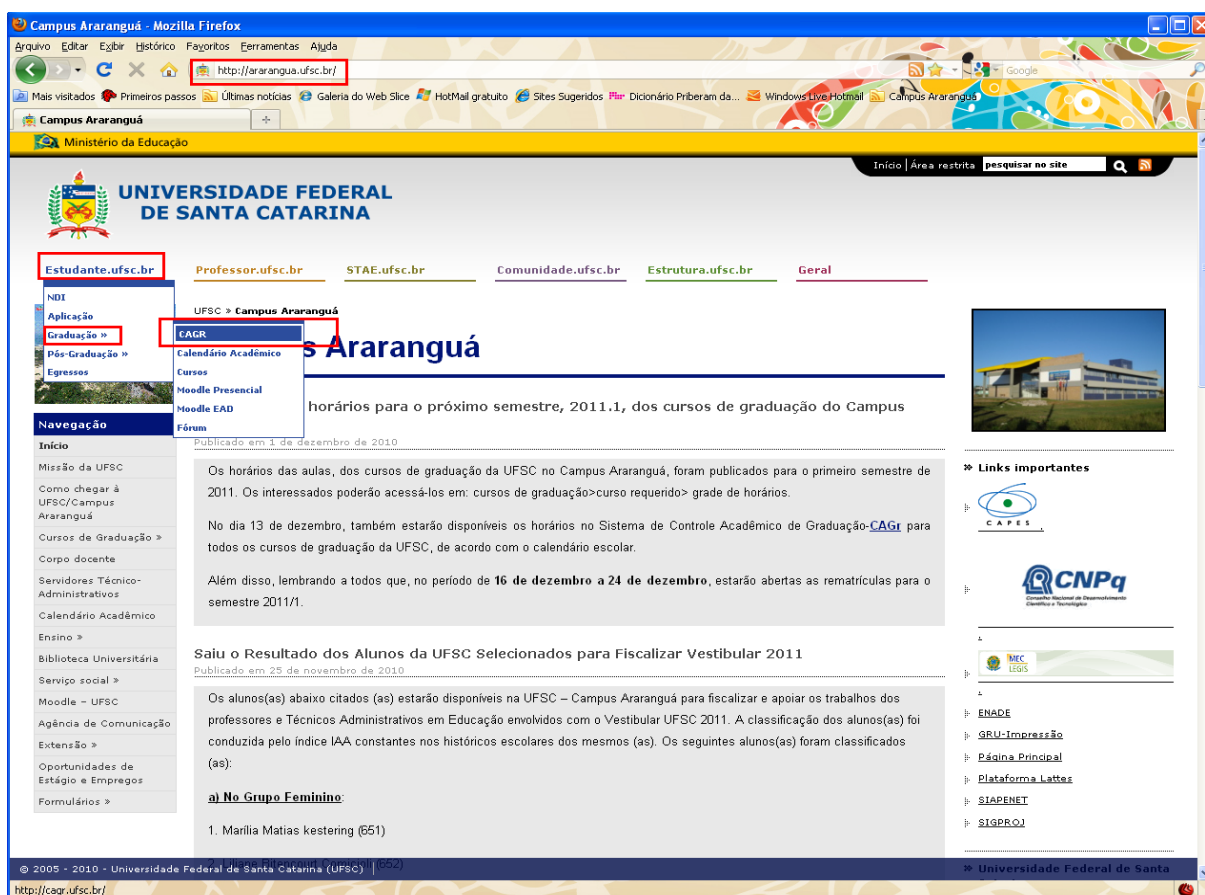 Campus Araranguá - Mozilla Firefox
Arquivo Editar Exibir Histórico Favoritos Ferramentas Ajuda
http://ararangua.ufsc.br/
Google
Mais visitados Primeiros passos Últimas notícias Galeria do Web Slice HotMail gratuito Sites Sugeridos Dicionário Priberam da... Windows Live Hotmail Campus Araranguá
Campus Araranguá
Ministério da Educação
Início | Área restrita pesquisar no site
UNIVERSIDADE FEDERAL
DE SANTA CATARINA
Estudante.ufsc.br Professor.ufsc.br STAE.ufsc.br Comunidade.ufsc.br Estrutura.ufsc.br Geral
NDI
Aplicação
Graduação »
Pós-Graduação »
Egressos
CAGR
Calendário Acadêmico
Cursos
Moodle Presencial
Moodle EAD
Fórum
UFSC » Campus Araranguá
s Araranguá
horários para o próximo semestre, 2011.1, dos cursos de graduação do Campus
Publicado em 1 de dezembro de 2010
Os horários das aulas, dos cursos de graduação da UFSC no Campus Araranguá, foram publicados para o primeiro semestre de
2011. Os interessados poderão acessá-los em: cursos de graduação>curso requerido> grade de horários.
No dia 13 de dezembro, também estarão disponíveis os horários no Sistema de Controle Acadêmico de Graduação-CAGr para
todos os cursos de graduação da UFSC, de acordo com o calendário escolar.
Além disso, lembrando a todos que, no período de 16 de dezembro a 24 de dezembro, estarão abertas as rematrículas para o
semestre 2011/1.
Saiu o Resultado dos Alunos da UFSC Selecionados para Fiscalizar Vestibular 2011
Publicado em 25 de novembro de 2010
Os alunos(as) abaixo citados (as) estarão disponíveis na UFSC – Campus Araranguá para fiscalizar e apoiar os trabalhos dos
professores e Técnicos Administrativos em Educação envolvidos com o Vestibular UFSC 2011. A classificação dos alunos(as) foi
conduzida pelo índice IAA constantes nos históricos escolares dos mesmos (as). Os seguintes alunos(as) foram classificados
(as):
a) No Grupo Feminino:
1. Marília Matias kestering (651)
Navegação
Início
Missão da UFSC
Como chegar à
UFSC/Campus
Araranguá
Cursos de Graduação »
Corpo docente
Servidores Técnico-
Administrativos
Calendário Acadêmico
Ensino »
Biblioteca Universitária
Serviço social »
Moodle – UFSC
Agência de Comunicação
Extensão »
Oportunidades de
Estágio e Empregos
Formulários »
» Links importantes
CAPES
CNPq
Conselho Nacional de Desenvolvimento
Científico e Tecnológico
MEC
LEGIS
ENADE
GRU-Impressão
Página Principal
Plataforma Lattes
SIAPENET
SIGPROJ
» Universidade Federal de Santa
© 2005 - 2010 - Universidade Federal de Santa Catarina (UFSC) |
http://cagr.ufsc.br/